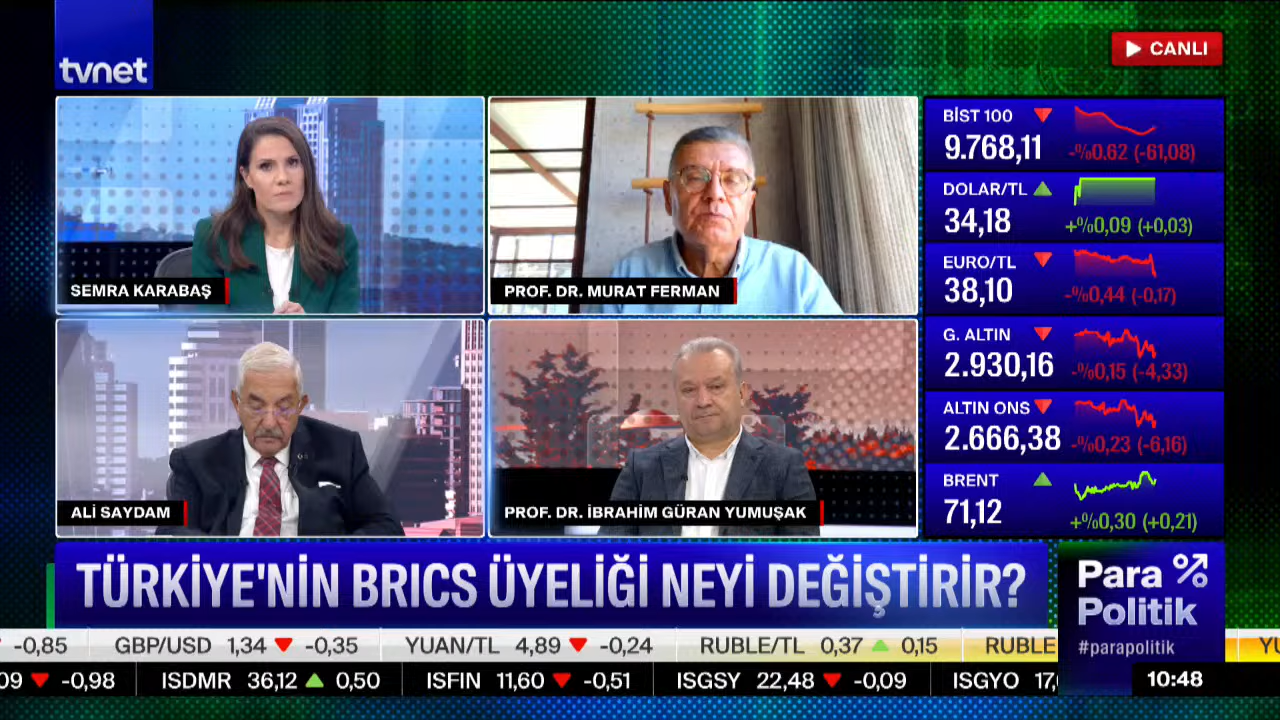 tvnet
CANLI
SEMRA KARABAŞ
PROF. DR. MURAT FERMAN
ALİ SAYDAM
PROF. DR. İBRAHİM GÜRAN YUMUŞAK
BİST 100
9.768,11 -%0.62 (-61,08)
DOLAR/TL
34,18 +%0,09 (+0,03)
EURO/TL
38,10 -%0,44 (-0,17)
G. ALTIN
2.930,16 -%0,15 (-4,33)
ALTIN ONS
2.666,38 -%0,23 (-6,16)
BRENT
71,12 +%0,30 (+0,21)
TÜRKİYE'NİN BRICS ÜYELİĞİ NEYİ DEĞİŞTİRİR?
Para %
Politik
#parapolitik
10:48
-0,85 GBP/USD 1,34 -0,35 YUAN/TL 4,89 -0,24 RUBLE/TL 0,37 0,15 RUBLE
09 -0,98 ISDMR 36,12 0,50 ISFIN 11,60 -0,51 ISGSY 22,48 -0,09 ISGYO 17,